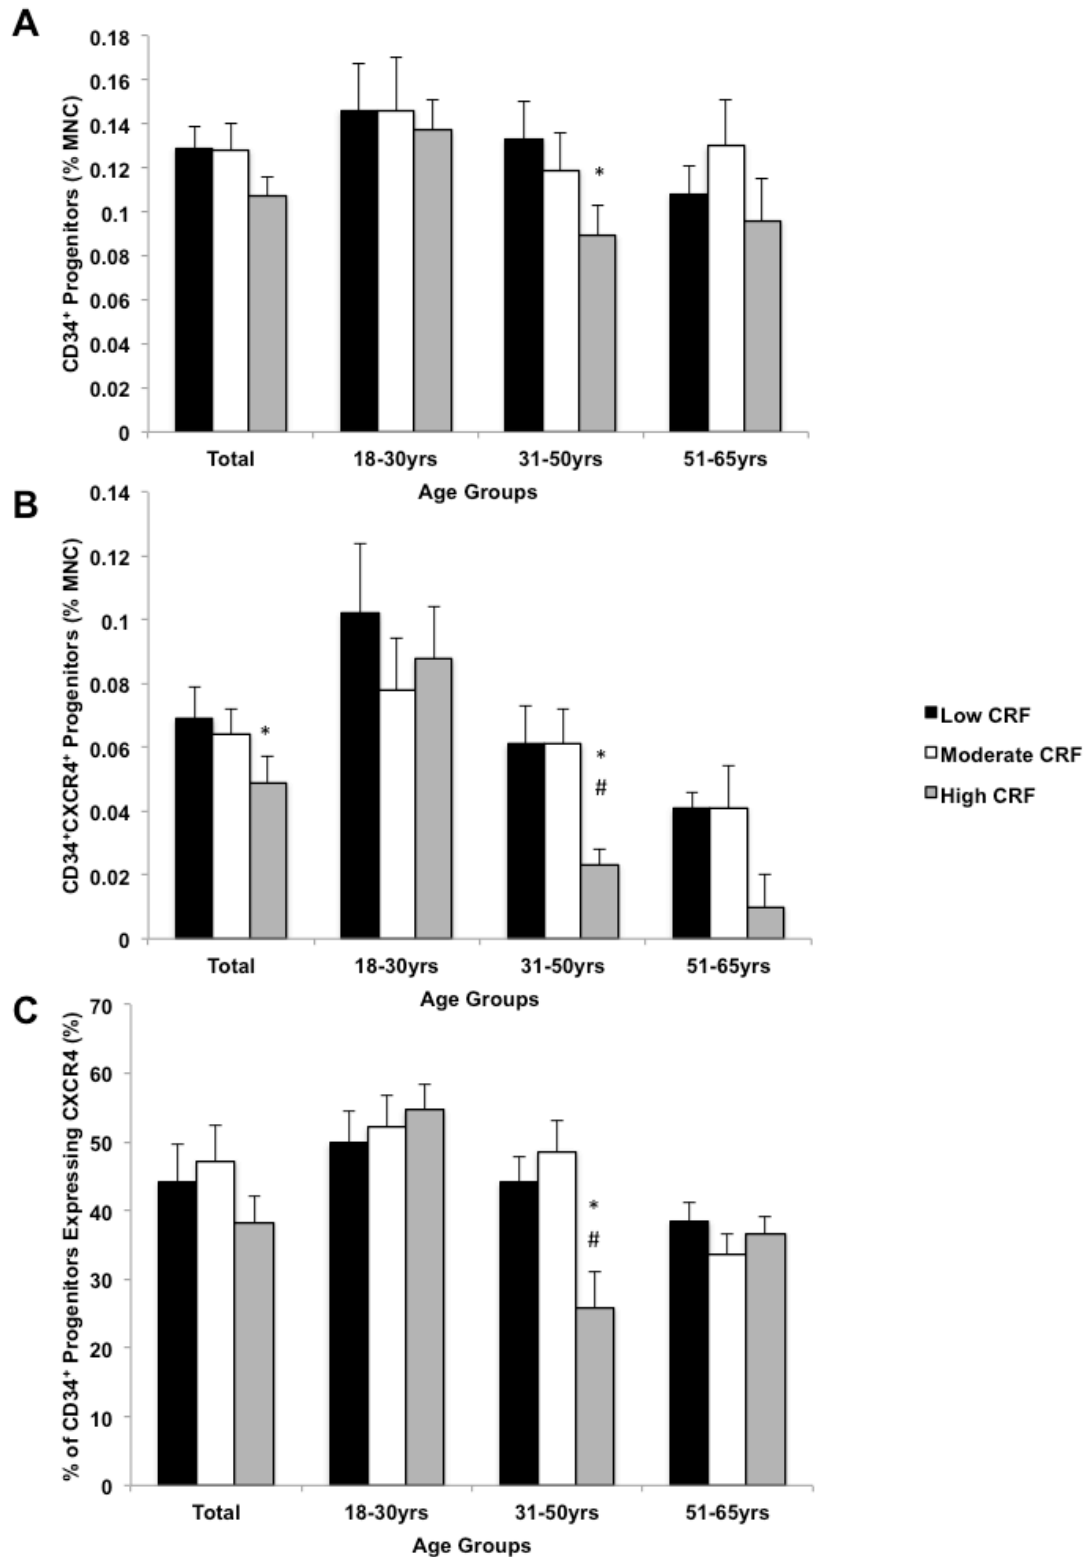 A
CD34⁺ Progenitors (% MNC)
0.18
0.16
0.14
0.12
0.1
0.08
0.06
0.04
0.02
0
*
Total 18-30yrs 31-50yrs 51-65yrs
Age Groups
B
CD34⁺CXCR4⁺ Progenitors (% MNC)
0.14
0.12
0.1
0.08
0.06
0.04
0.02
0
*
*
#
Total 18-30yrs 31-50yrs 51-65yrs
Age Groups
Low CRF
Moderate CRF
High CRF
C
% of CD34⁺ Progenitors Expressing CXCR4 (%)
70
60
50
40
30
20
10
0
*
#
Total 18-30yrs 31-50yrs 51-65yrs
Age Groups